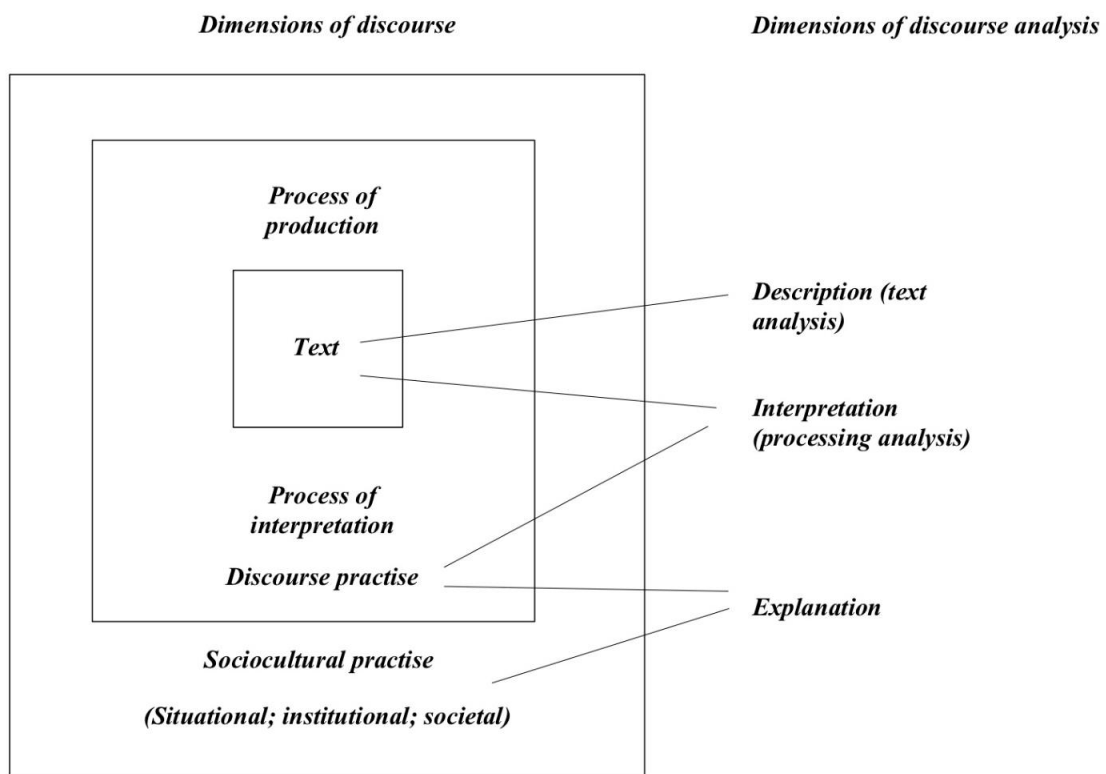 Dimensions of discourse
Dimensions of discourse analysis
Process of
production
Text
Description (text
analysis)
Interpretation
(processing analysis)
Process of
interpretation
Discourse practise
Explanation
Sociocultural practise
(Situational; institutional; societal)